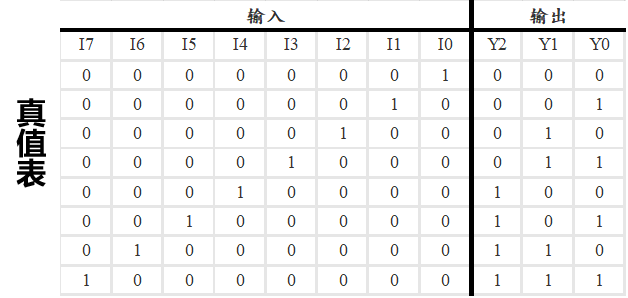 输入 输出
I7 I6 I5 I4 I3 I2 I1 I0 Y2 Y1 Y0
0 0 0 0 0 0 0 1 0 0 0
0 0 0 0 0 0 1 0 0 0 1
0 0 0 0 0 1 0 0 0 1 0
0 0 0 0 1 0 0 0 0 1 1
0 0 0 1 0 0 0 0 1 0 0
0 0 1 0 0 0 0 0 1 0 1
0 1 0 0 0 0 0 0 1 1 0
1 0 0 0 0 0 0 0 1 1 1
真值表